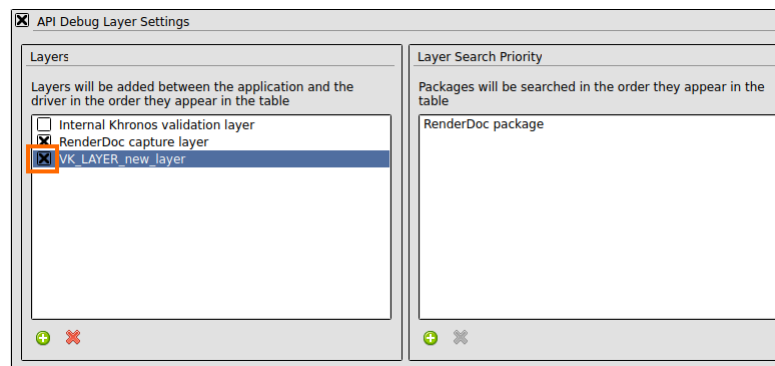 API Debug Layer Settings
Layers
Layers will be added between the application and the
driver in the order they appear in the table
Internal Khronos validation layer
RenderDoc capture layer
VK_LAYER_new_layer
Layer Search Priority
Packages will be searched in the order they appear in the
table
RenderDoc package